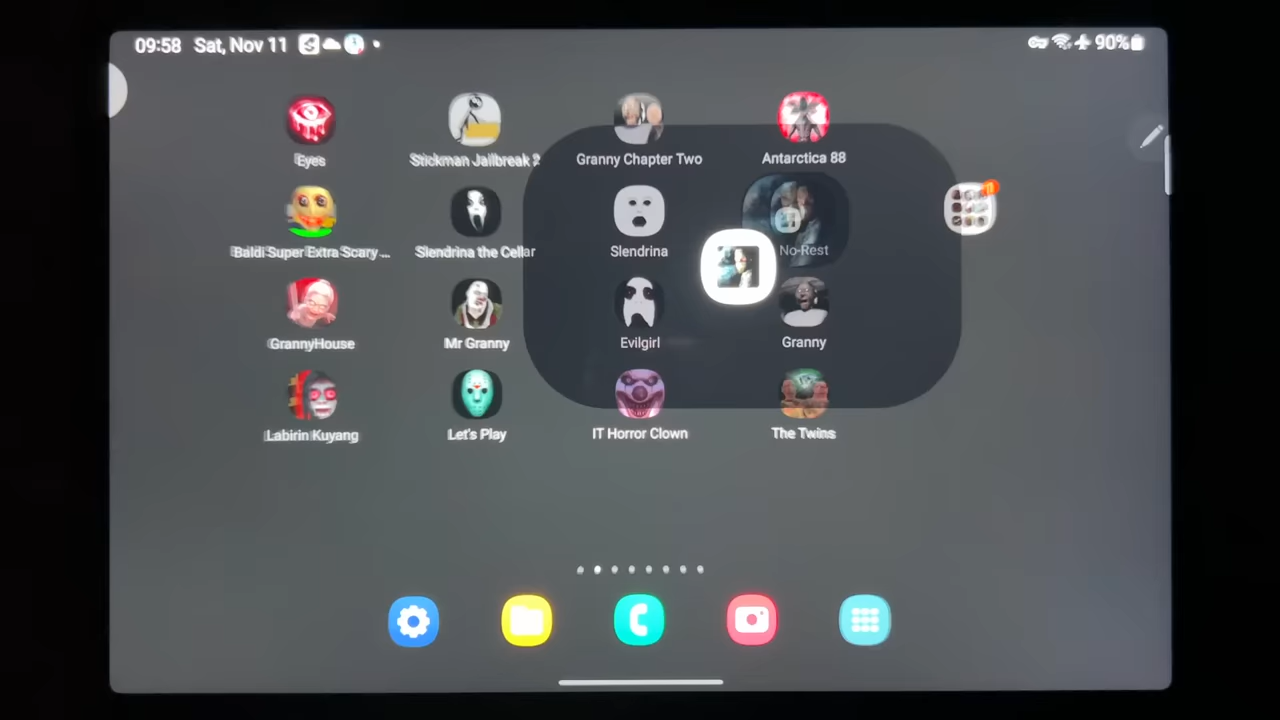 09:58 Sat, Nov 11
90%
Eyes
Stickman Jailbreak 2
Granny Chapter Two
Antarctica 88
Baldi Super Extra Scary ...
Slendrina the Cellar
Slendrina
No-Rest
GrannyHouse
Mr Granny
Evilgirl
Granny
Labirin Kuyang
Let's Play
IT Horror Clown
The Twins